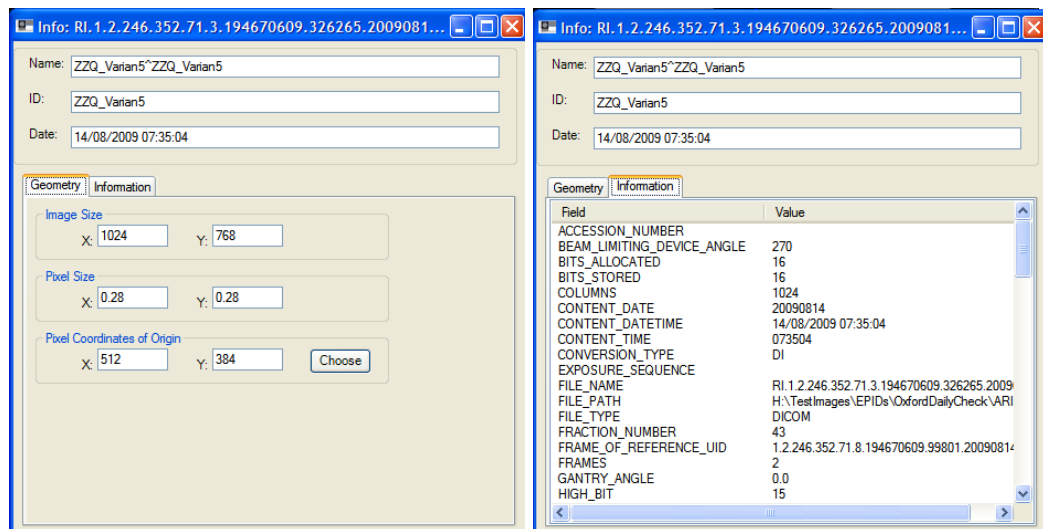 Info: RI.1.2.246.352.71.3.194670609.326265.2009081...
Name: ZZQ_Varian5^ZZQ_Varian5
ID: ZZQ_Varian5
Date: 14/08/2009 07:35:04
Geometry Information
Image Size
X: 1024 Y: 768
Pixel Size
X: 0.28 Y: 0.28
Pixel Coordinates of Origin
X: 512 Y: 384 Choose
Info: RI.1.2.246.352.71.3.194670609.326265.2009081...
Name: ZZQ_Varian5^ZZQ_Varian5
ID: ZZQ_Varian5
Date: 14/08/2009 07:35:04
Geometry Information
Field Value
ACCESSION_NUMBER
BEAM_LIMITING_DEVICE_ANGLE 270
BITS_ALLOCATED 16
BITS_STORED 16
COLUMNS 1024
CONTENT_DATE 20090814
CONTENT_DATETIME 14/08/2009 07:35:04
CONTENT_TIME 073504
CONVERSION_TYPE DI
EXPOSURE_SEQUENCE
FILE_NAME RI.1.2.246.352.71.3.194670609.326265.2009
FILE_PATH H:\TestImages\EPIDs\OxfordDailyCheck\ARI
FILE_TYPE DICOM
FRACTION_NUMBER 43
FRAME_OF_REFERENCE_UID 1.2.246.352.71.8.194670609.99801.20090814
FRAMES 2
GANTRY_ANGLE 0.0
HIGH_BIT 15